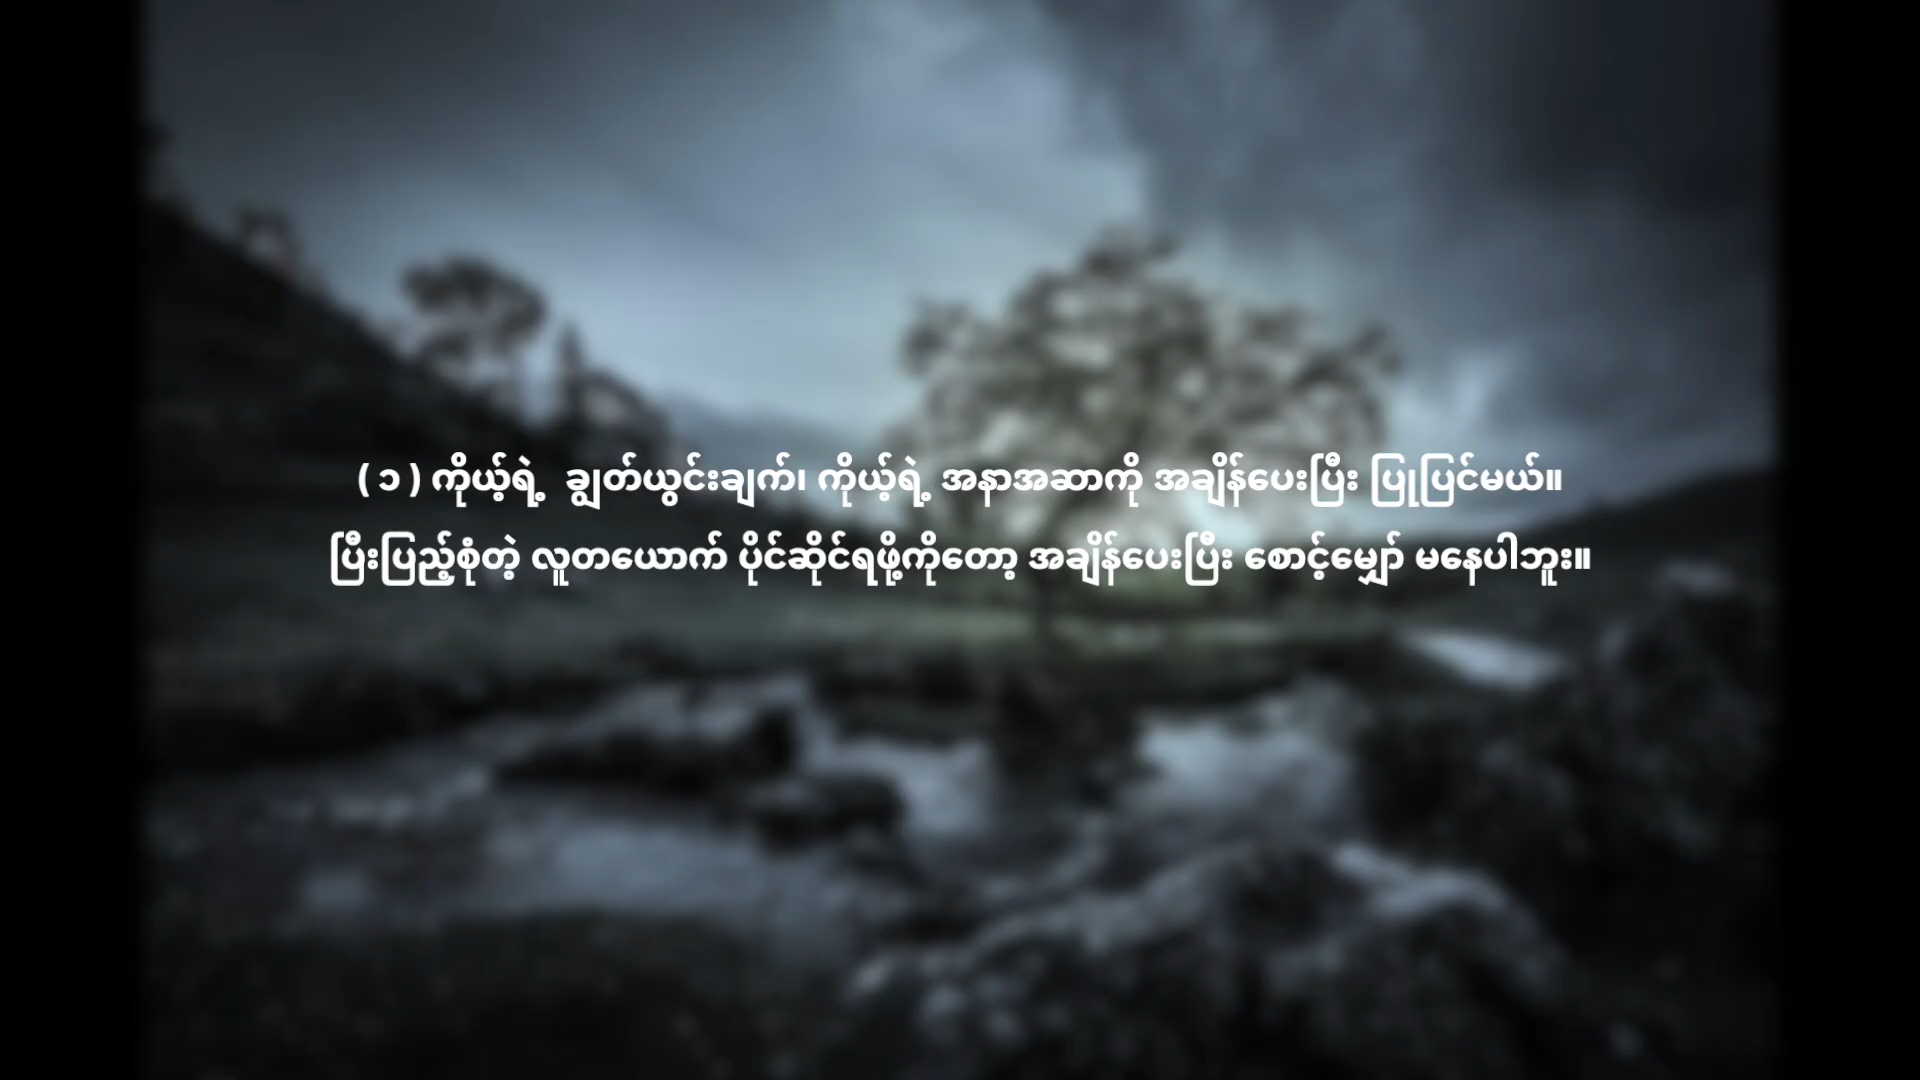 ( ၁ ) ကိုယ့်ရဲ့ ချွတ်ယွင်းချက်၊ ကိုယ့်ရဲ့ အနာအဆာကို အချိန်ပေးပြီး ပြုပြင်မယ်။
ပြီးပြည့်စုံတဲ့ လူတယောက် ပိုင်ဆိုင်ရဖို့ကိုတော့ အချိန်ပေးပြီး စောင့်မျှော် မနေပါဘူး။